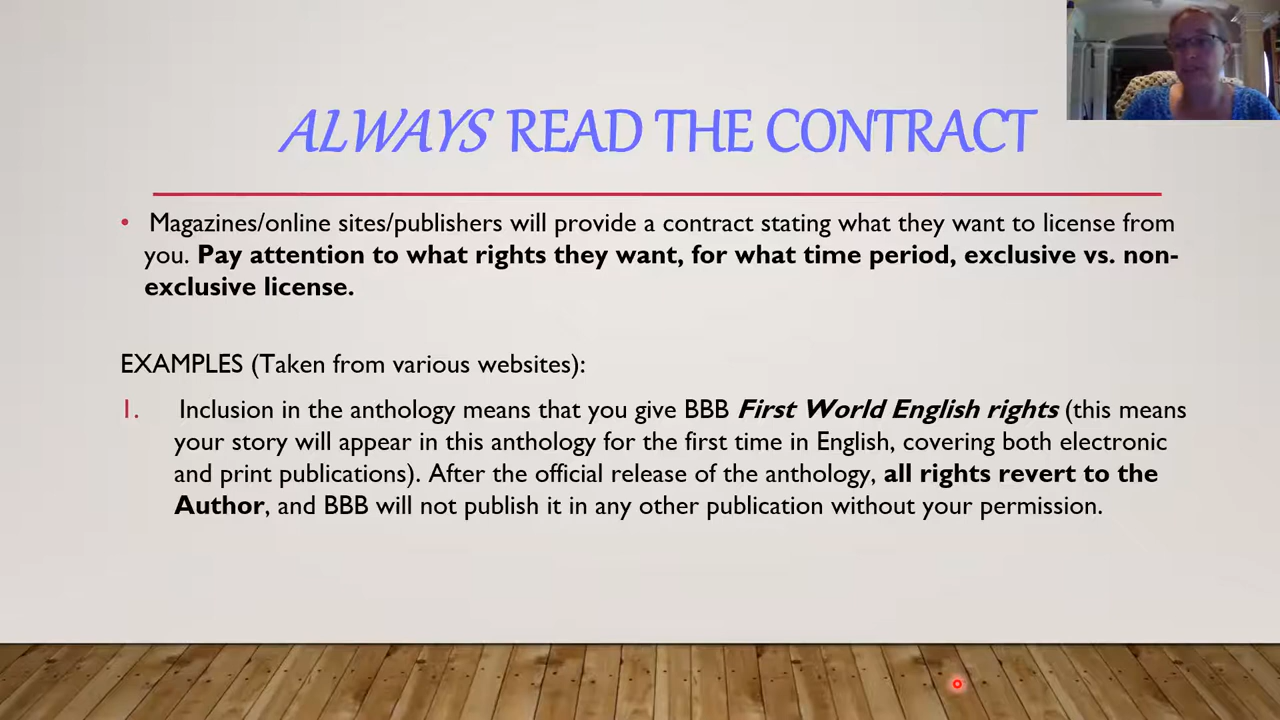 ALWAYS READ THE CONTRACT
• Magazines/online sites/publishers will provide a contract stating what they want to license from
you. Pay attention to what rights they want, for what time period, exclusive vs. non-
exclusive license.
EXAMPLES (Taken from various websites):
1. Inclusion in the anthology means that you give BBB First World English rights (this means
your story will appear in this anthology for the first time in English, covering both electronic
and print publications). After the official release of the anthology, all rights revert to the
Author, and BBB will not publish it in any other publication without your permission.